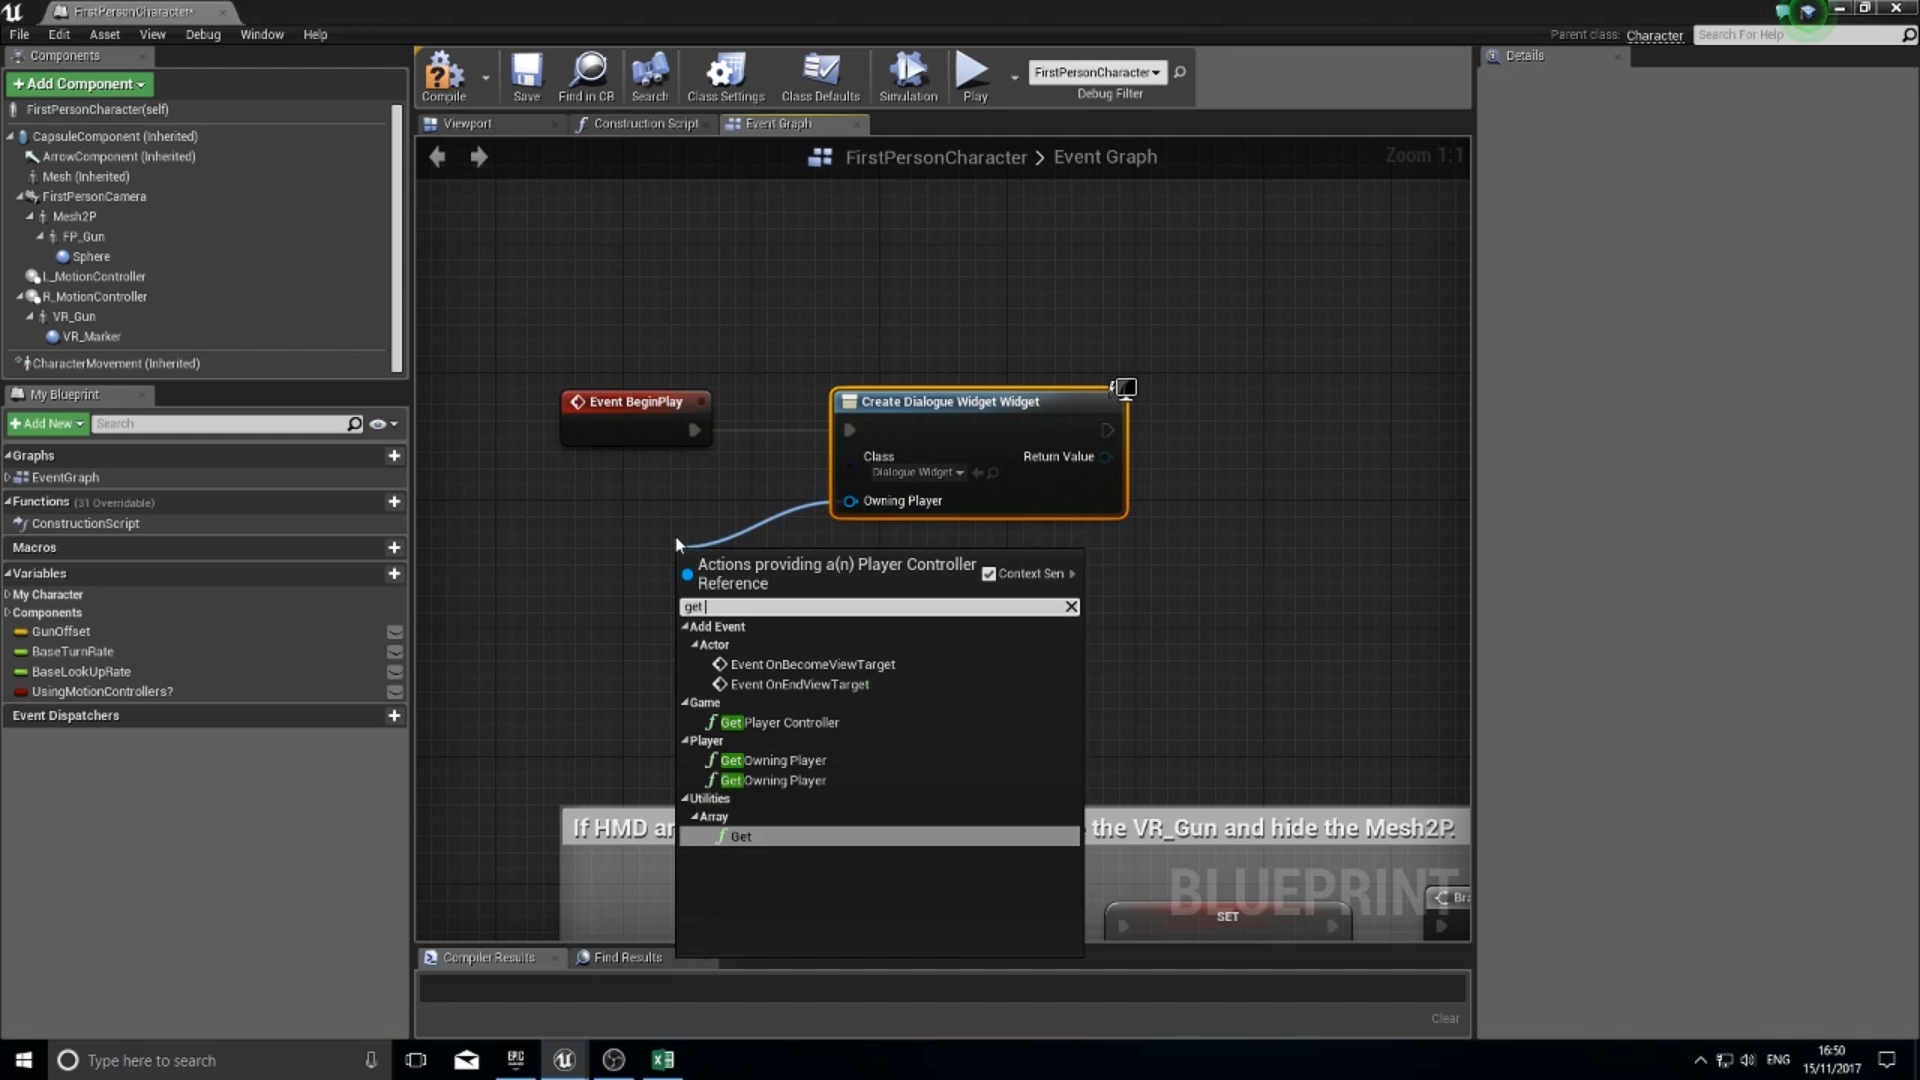 FirstPersonCharacter*
File Edit Asset View Debug Window Help
Parent class: Character Search For Help
Components
+Add Component
FirstPersonCharacter(self)
CapsuleComponent (Inherited)
ArrowComponent (Inherited)
Mesh (Inherited)
FirstPersonCamera
Mesh2P
FP_Gun
Sphere
L_MotionController
R_MotionController
VR_Gun
VR_Marker
CharacterMovement (Inherited)
My Blueprint
+Add New Search
Graphs
EventGraph
Functions (31 Overridable)
ConstructionScript
Macros
Variables
My Character
Components
GunOffset
BaseTurnRate
BaseLookUpRate
UsingMotionControllers?
Event Dispatchers
Compile Save Find in CB Search Class Settings Class Defaults Simulation Play
FirstPersonCharacter
Debug Filter
Viewport Construction Script Event Graph
FirstPersonCharacter > Event Graph
Zoom 1:1
Event BeginPlay
Create Dialogue Widget Widget
Class Return Value
Dialogue Widget
Owning Player
Actions providing a(n) Player Controller
Reference
Context Sen
get
Add Event
Actor
Event OnBecomeViewTarget
Event OnEndViewTarget
Game
Get Player Controller
Player
Get Owning Player
Get Owning Player
Utilities
Array
Get
If HMD ar the VR_Gun and hide the Mesh2P.
BLUEPRINT
SET
Bra
Compiler Results Find Results
Clear
Details
Type here to search
EPIC
ENG
16:50
15/11/2017